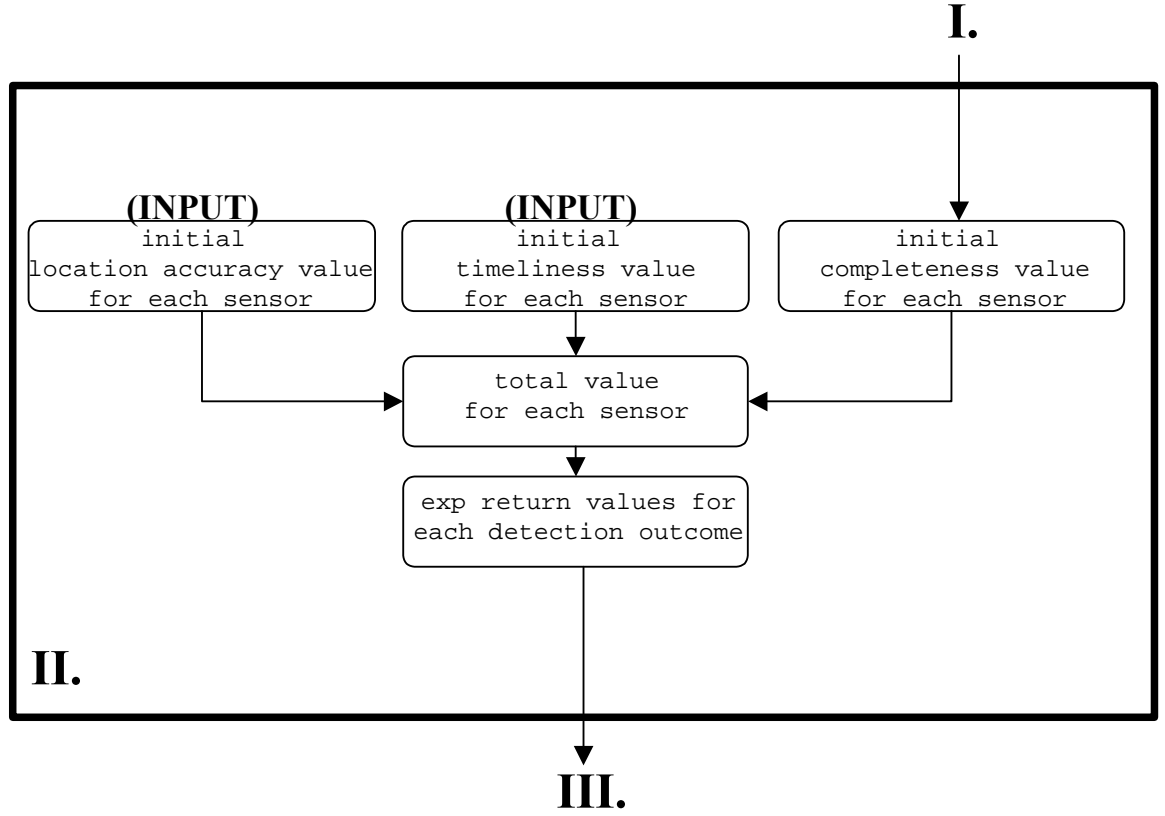 I.
(INPUT)
initial
location accuracy value
for each sensor
(INPUT)
initial
timeliness value
for each sensor
initial
completeness value
for each sensor
total value
for each sensor
exp return values for
each detection outcome
II.
III.